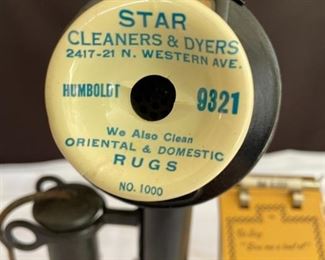 STAR
CLEANERS & DYERS
2417-21 N. WESTERN AVE.
HUMBOLDT 9321
We Also Clean
ORIENTAL & DOMESTIC
RUGS
NO. 1000